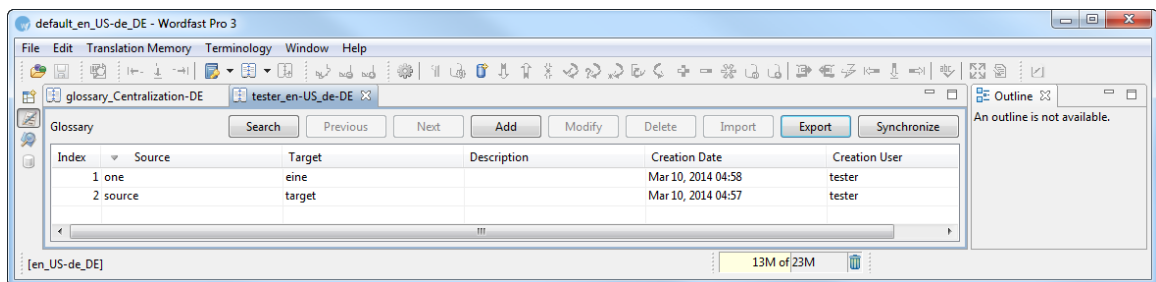 default_en_US-de_DE - Wordfast Pro 3
File Edit Translation Memory Terminology Window Help
glossary_Centralization-DE tester_en-US_de-DE Outline
Glossary Search Previous Next Add Modify Delete Import Export Synchronize An outline is not available.
Index Source Target Description Creation Date Creation User
1 one eine Mar 10, 2014 04:58 tester
2 source target Mar 10, 2014 04:57 tester
[en_US-de_DE] 13M of 23M